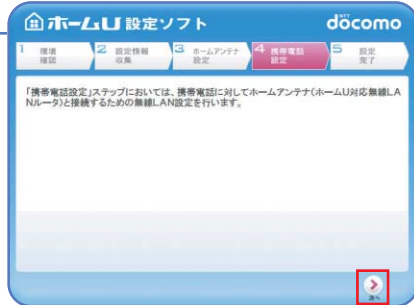 ホームU 設定ソフト
NTT
döcomo
1 環境確認
2 設定情報収集
3 ホームアンテナ設定
4 携帯電話設定
5 設定完了
「携帯電話設定」ステップにおいては、携帯電話に対してホームアンテナ(ホームU対応無線LA
Nルータ)と接続するための無線LAN設定を行います。
次へ